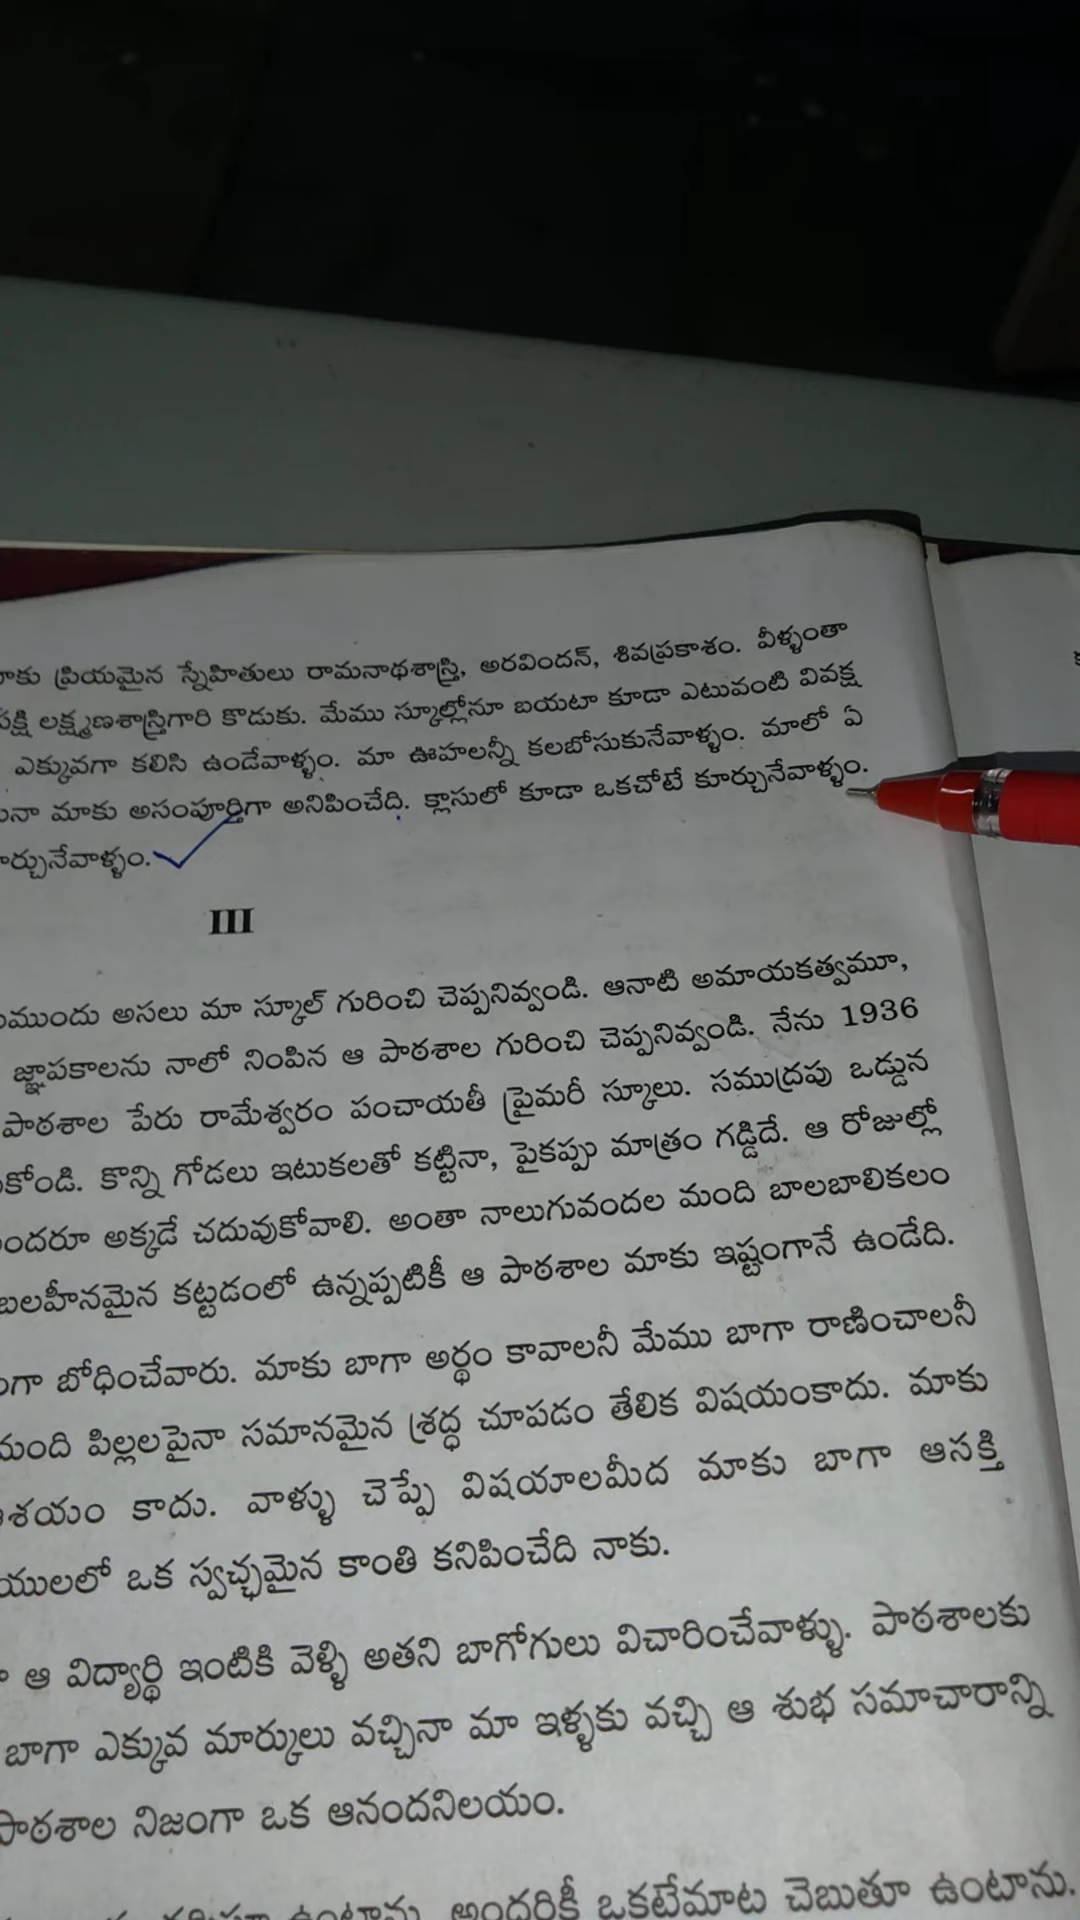 ప్రియమైన స్నేహితులు రామనాథశాస్త్రి, అరవిందన్, శివప్రకాశం. వీళ్ళంతా
లక్ష్మణశాస్త్రిగారి కొడుకు. మేము స్కూల్లోనూ బయటా కూడా ఎటువంటి వివక్ష
ఎక్కువగా కలిసి ఉండేవాళ్ళం. మా ఊహలన్నీ కలబోసుకునేవాళ్ళం. మాలో ఏ
మాకు అసంపూర్తిగా అనిపించేది. క్లాసులో కూడా ఒకచోటే కూర్చునేవాళ్ళం.
ర్చునేవాళ్ళం.
III
ముందు అసలు మా స్కూల్ గురించి చెప్పనివ్వండి. ఆనాటి అమాయకత్వమూ,
జ్ఞాపకాలను నాలో నింపిన ఆ పాఠశాల గురించి చెప్పనివ్వండి. నేను 1936
పాఠశాల పేరు రామేశ్వరం పంచాయతీ ప్రైమరీ స్కూలు. సముద్రపు ఒడ్డున
కోండి. కొన్ని గోడలు ఇటుకలతో కట్టినా, పైకప్పు మాత్రం గడ్డిదే. ఆ రోజుల్లో
అక్కడే చదువుకోవాలి. అంతా నాలుగువందల మంది బాలబాలికలం
బలహీనమైన కట్టడంలో ఉన్నప్పటికీ ఆ పాఠశాల మాకు ఇష్టంగానే ఉండేది.
గా బోధించేవారు. మాకు బాగా అర్థం కావాలనీ మేము బాగా రాణించాలనీ
మంది పిల్లలపైనా సమానమైన శ్రద్ధ చూపడం తేలిక విషయంకాదు. మాకు
శయం కాదు. వాళ్ళు చెప్పే విషయాలమీద మాకు బాగా ఆసక్తి
యులలో ఒక స్వచ్ఛమైన కాంతి కనిపించేది నాకు.
ఆ విద్యార్థి ఇంటికి వెళ్ళి అతని బాగోగులు విచారించేవాళ్ళు. పాఠశాలకు
బాగా ఎక్కువ మార్కులు వచ్చినా మా ఇళ్ళకు వచ్చి ఆ శుభ సమాచారాన్ని
పాఠశాల నిజంగా ఒక ఆనందనిలయం.
అందరికీ ఒకటేమాట చెబుతూ ఉంటాను.